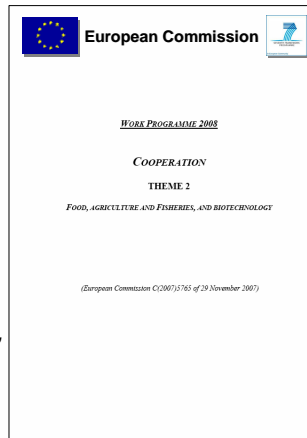 European Commission
WORK PROGRAMME 2008
COOPERATION
THEME 2
FOOD, AGRICULTURE AND FISHERIES, AND BIOTECHNOLOGY
(European Commission C(2007)5765 of 29 November 2007)